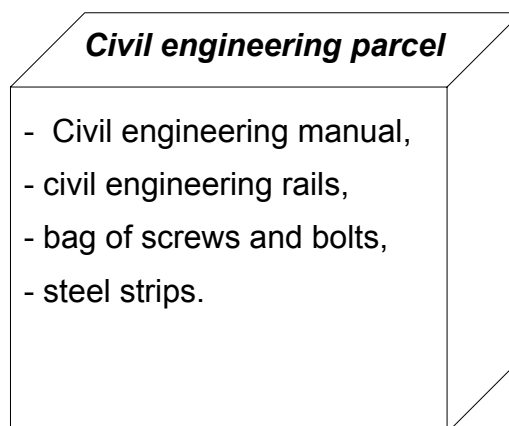 Civil engineering parcel
- Civil engineering manual,
- civil engineering rails,
- bag of screws and bolts,
- steel strips.